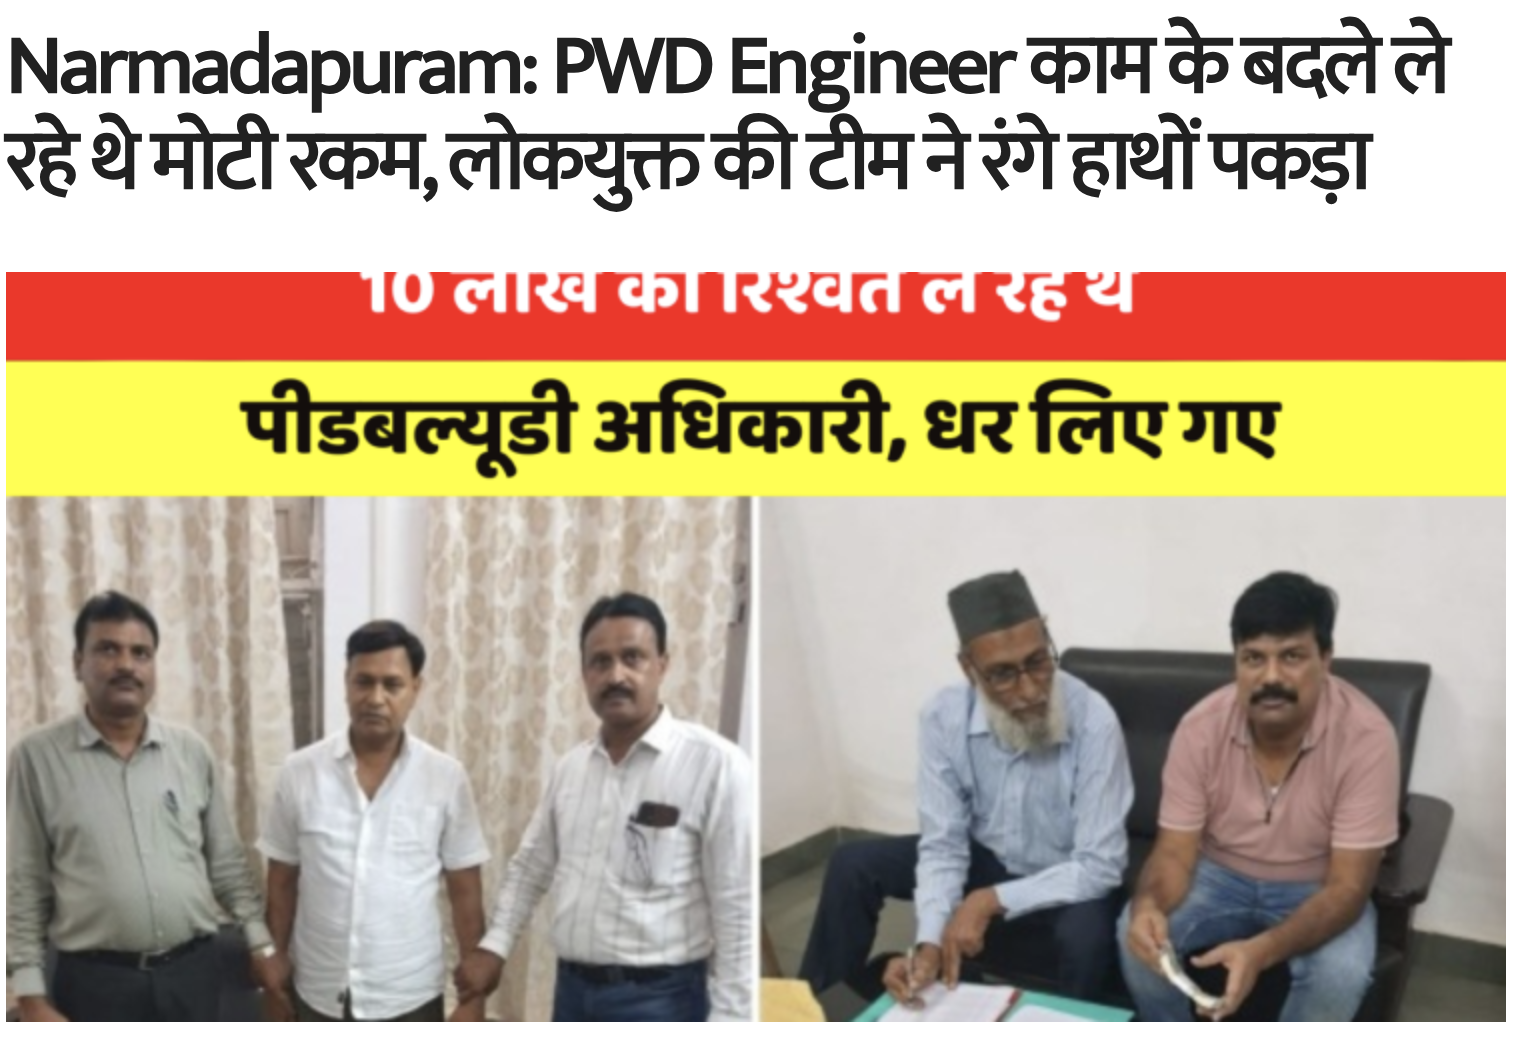 Narmadapuram: PWD Engineer काम के बदले ले
रहे थे मोटी रकम, लोकयुक्त की टीम ने रंगे हाथों पकड़ा
10 लाख की रिश्वत ले रहे थे
पीडबल्यूडी अधिकारी, धर लिए गए